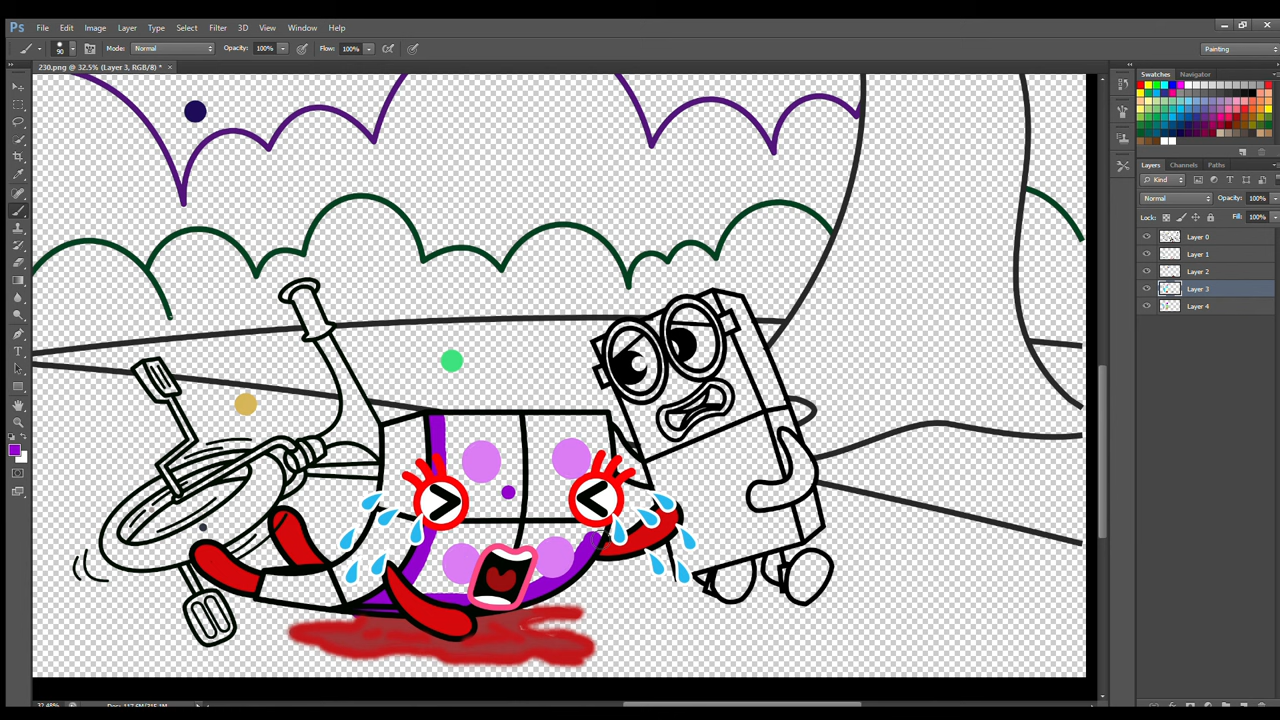 Ps File Edit Image Layer Type Select Filter 3D View Window Help
90 Mode: Normal Opacity: 100% Flow: 100% Painting
230.png @ 32.5% (Layer 3, RGB/8) *
Swatches Navigator
Layers Channels Paths
Kind
Normal Opacity: 100%
Lock: Fill: 100%
Layer 0
Layer 1
Layer 2
Layer 3
Layer 4